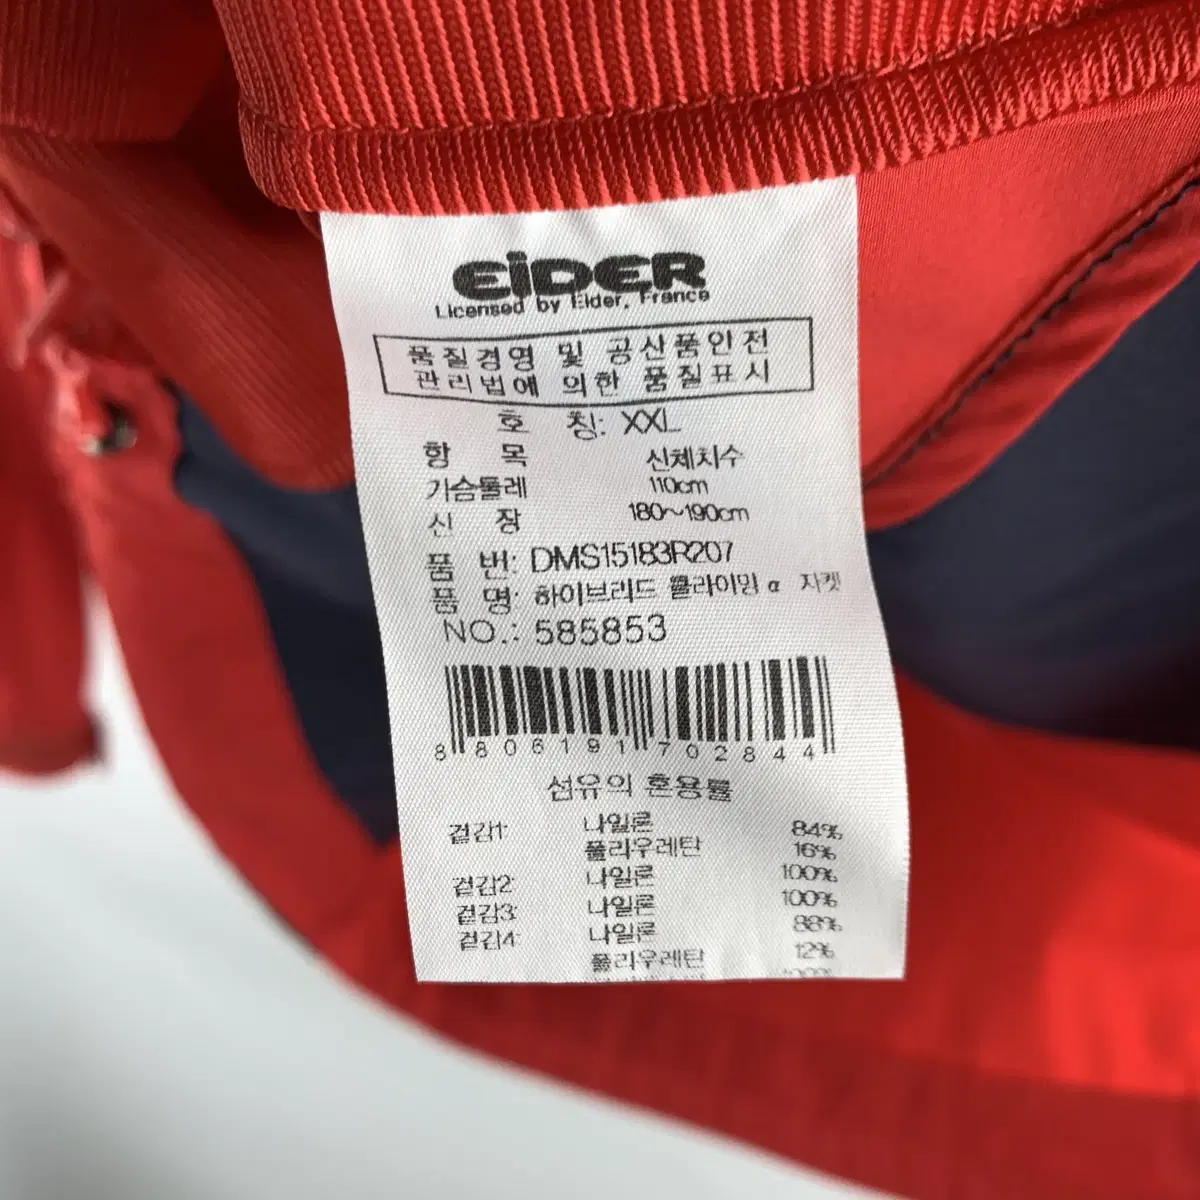 EiDER
Licensed by Eider, France
품질경영 및 공산품안전
관리법에 의한 품질표시
호 칭: XXL
항 목 신체치수
가슴둘레 110cm
신 장 180~190cm
품 번: DMS15183R207
품 명: 하이브리드 클라이밍 α 자켓
NO.: 585853
8 806191 702844
섬유의 혼용률
겉감1: 나일론 84%
폴리우레탄 16%
겉감2: 나일론 100%
겉감3: 나일론 100%
겉감4: 나일론 88%
폴리우레탄 12%